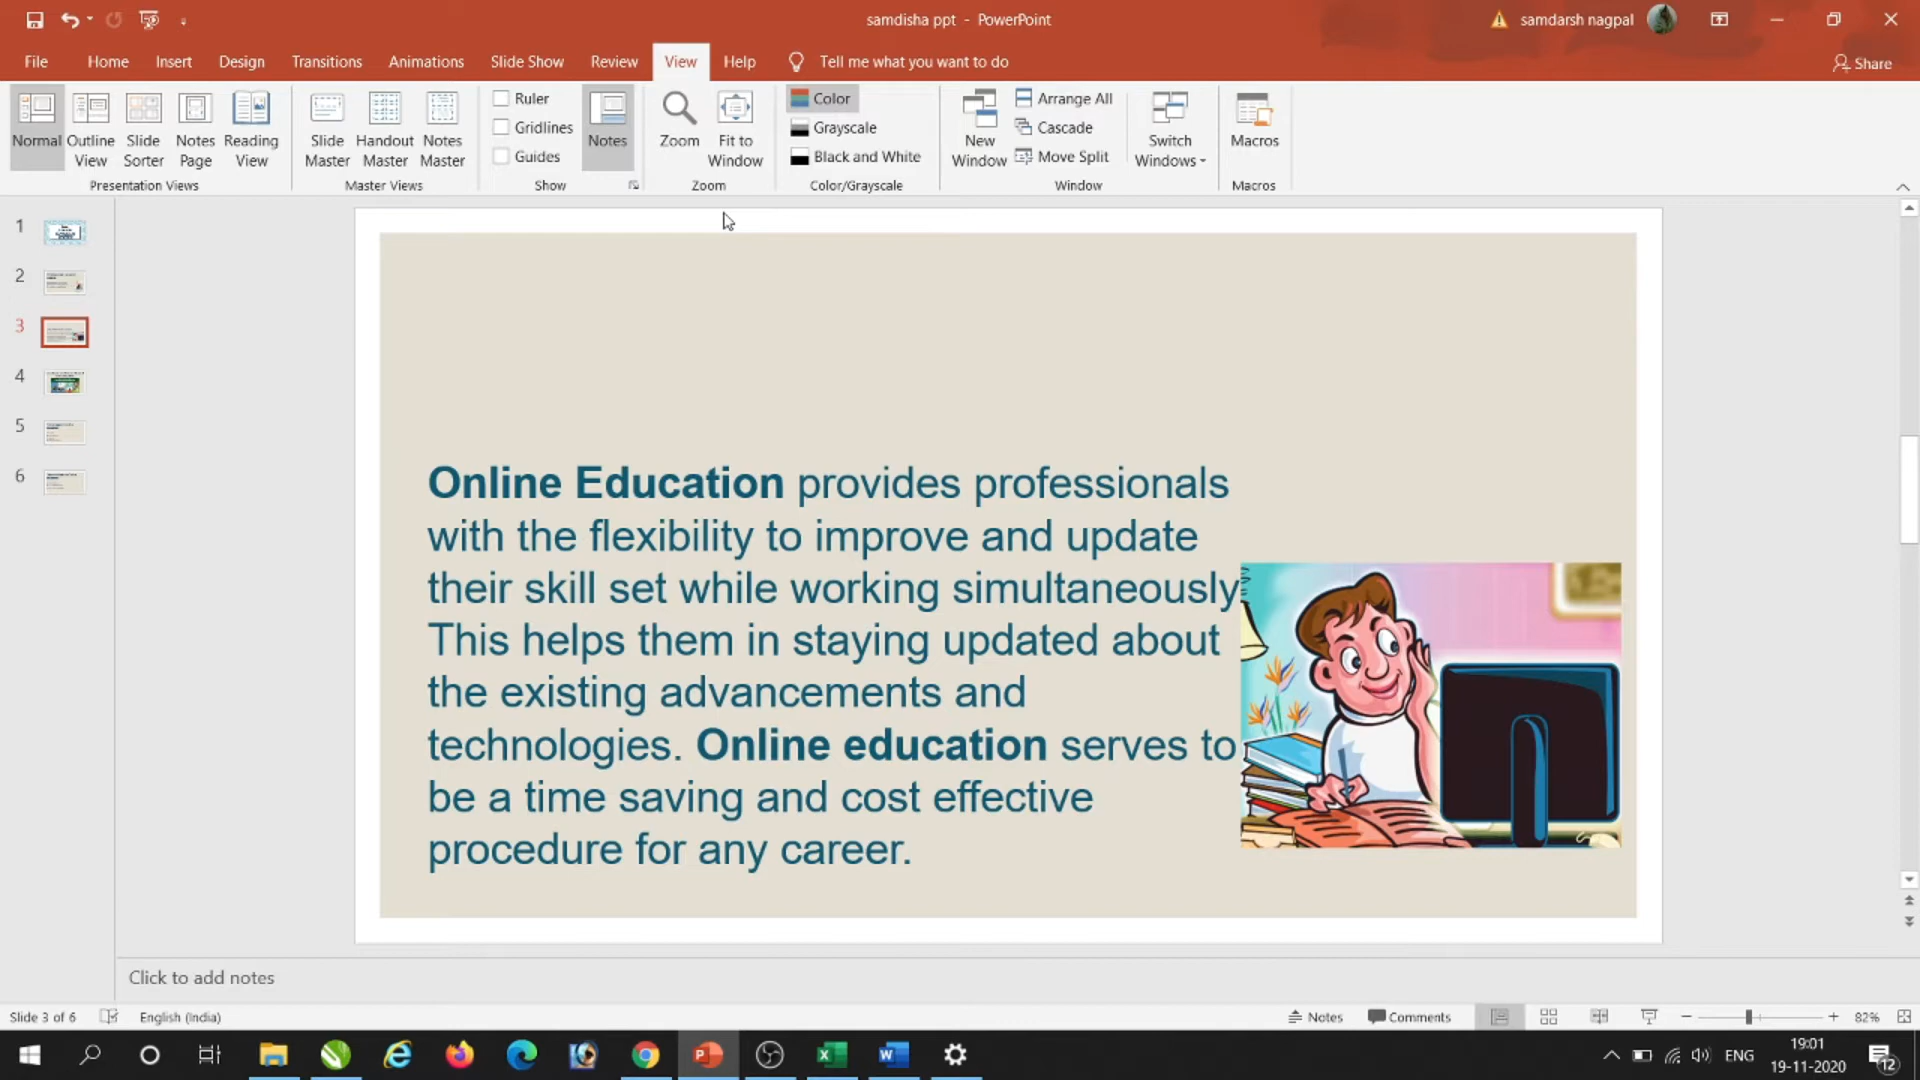 samdisha ppt - PowerPoint
samdarsh nagpal
File Home Insert Design Transitions Animations Slide Show Review View Help Tell me what you want to do
Share
Normal
Outline View
Slide Sorter
Notes Page
Reading View
Presentation Views
Slide Master
Handout Master
Notes Master
Master Views
Ruler
Gridlines
Guides
Show
Notes
Zoom
Fit to Window
Zoom
Color
Grayscale
Black and White
Color/Grayscale
New Window
Arrange All
Cascade
Move Split
Switch Windows
Window
Macros
Macros
1
2
3
4
5
6
Online Education provides professionals
with the flexibility to improve and update
their skill set while working simultaneously
This helps them in staying updated about
the existing advancements and
technologies. Online education serves to
be a time saving and cost effective
procedure for any career.
Click to add notes
Slide 3 of 6 English (India)
Notes Comments 82%
ENG
19:01
19-11-2020
12